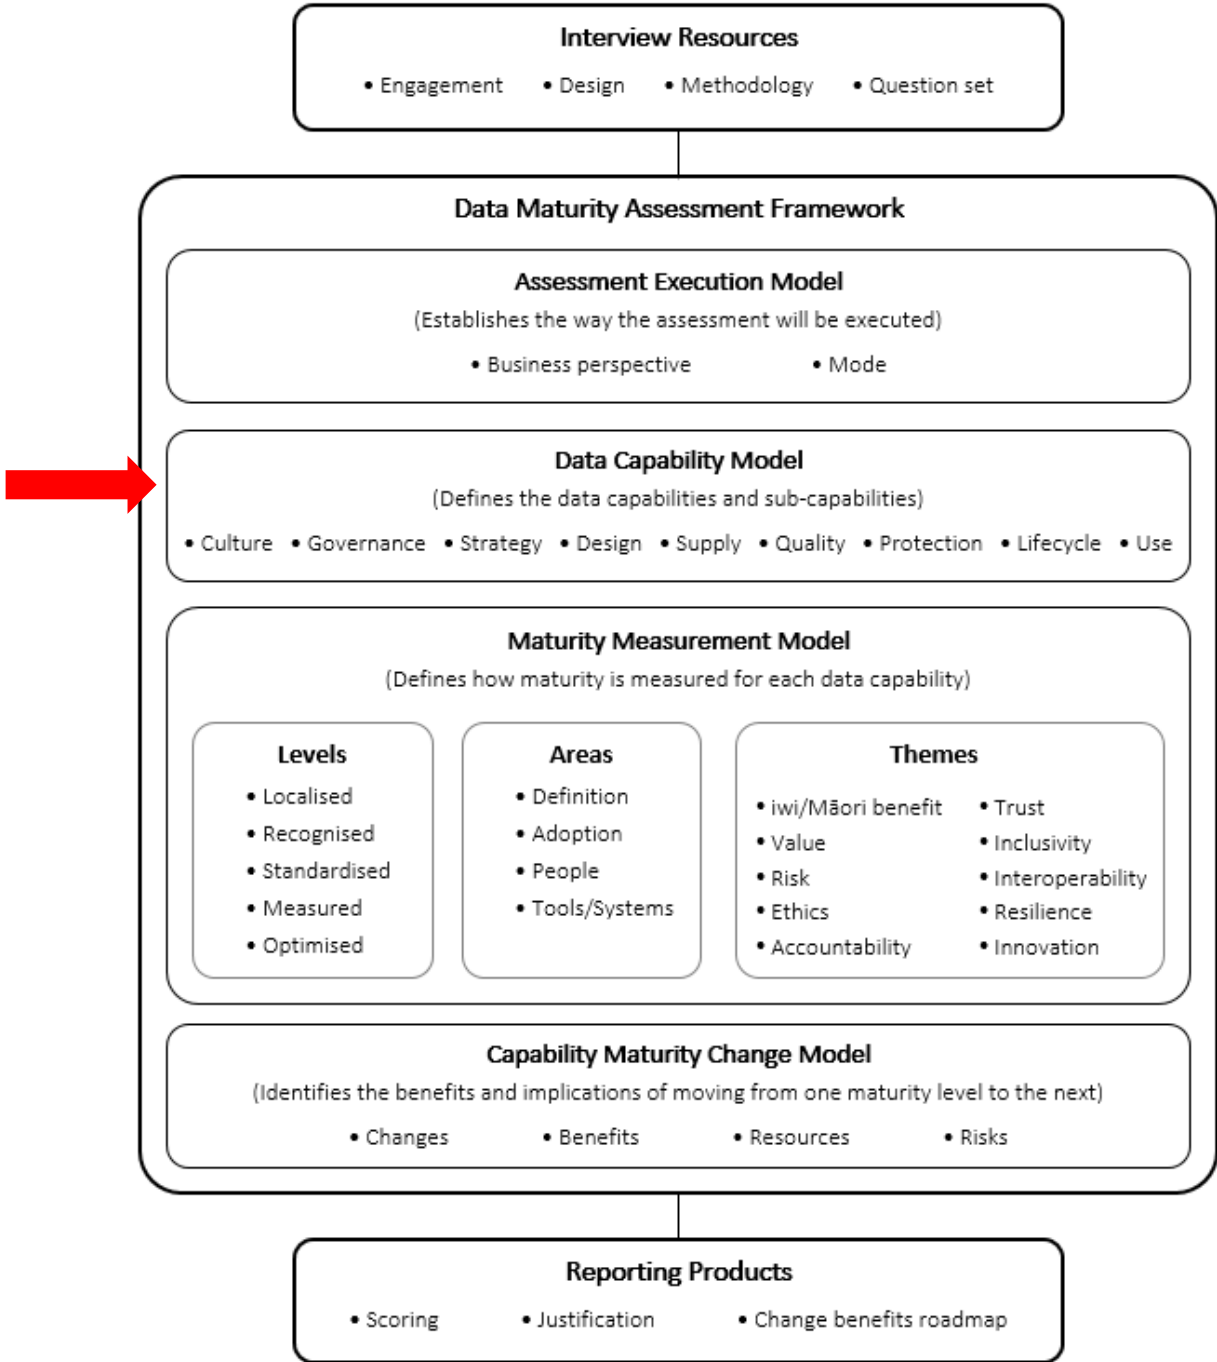 Interview Resources
• Engagement • Design • Methodology • Question set
Data Maturity Assessment Framework
Assessment Execution Model
(Establishes the way the assessment will be executed)
• Business perspective • Mode
Data Capability Model
(Defines the data capabilities and sub-capabilities)
• Culture • Governance • Strategy • Design • Supply • Quality • Protection • Lifecycle • Use
Maturity Measurement Model
(Defines how maturity is measured for each data capability)
Levels
• Localised
• Recognised
• Standardised
• Measured
• Optimised
Areas
• Definition
• Adoption
• People
• Tools/Systems
Themes
• iwi/Māori benefit
• Value
• Risk
• Ethics
• Accountability
• Trust
• Inclusivity
• Interoperability
• Resilience
• Innovation
Capability Maturity Change Model
(Identifies the benefits and implications of moving from one maturity level to the next)
• Changes • Benefits • Resources • Risks
Reporting Products
• Scoring • Justification • Change benefits roadmap